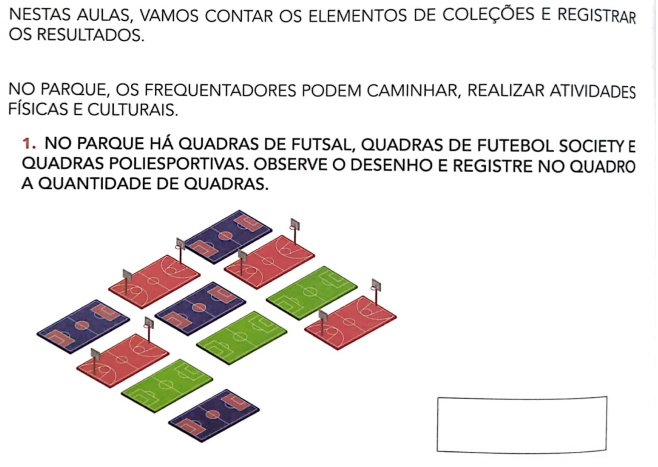 NESTAS AULAS, VAMOS CONTAR OS ELEMENTOS DE COLEÇÕES E REGISTRAR
OS RESULTADOS.
NO PARQUE, OS FREQUENTADORES PODEM CAMINHAR, REALIZAR ATIVIDADES
FÍSICAS E CULTURAIS.
1. NO PARQUE HÁ QUADRAS DE FUTSAL, QUADRAS DE FUTEBOL SOCIETY E
QUADRAS POLIESPORTIVAS. OBSERVE O DESENHO E REGISTRE NO QUADRO
A QUANTIDADE DE QUADRAS.